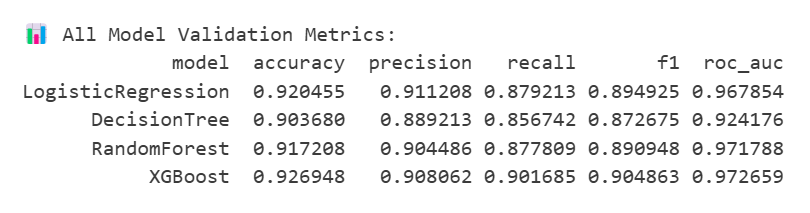 📊 All Model Validation Metrics:
model accuracy precision recall f1 roc_auc
LogisticRegression 0.920455 0.911208 0.879213 0.894925 0.967854
DecisionTree 0.903680 0.889213 0.856742 0.872675 0.924176
RandomForest 0.917208 0.904486 0.877809 0.890948 0.971788
XGBoost 0.926948 0.908062 0.901685 0.904863 0.972659